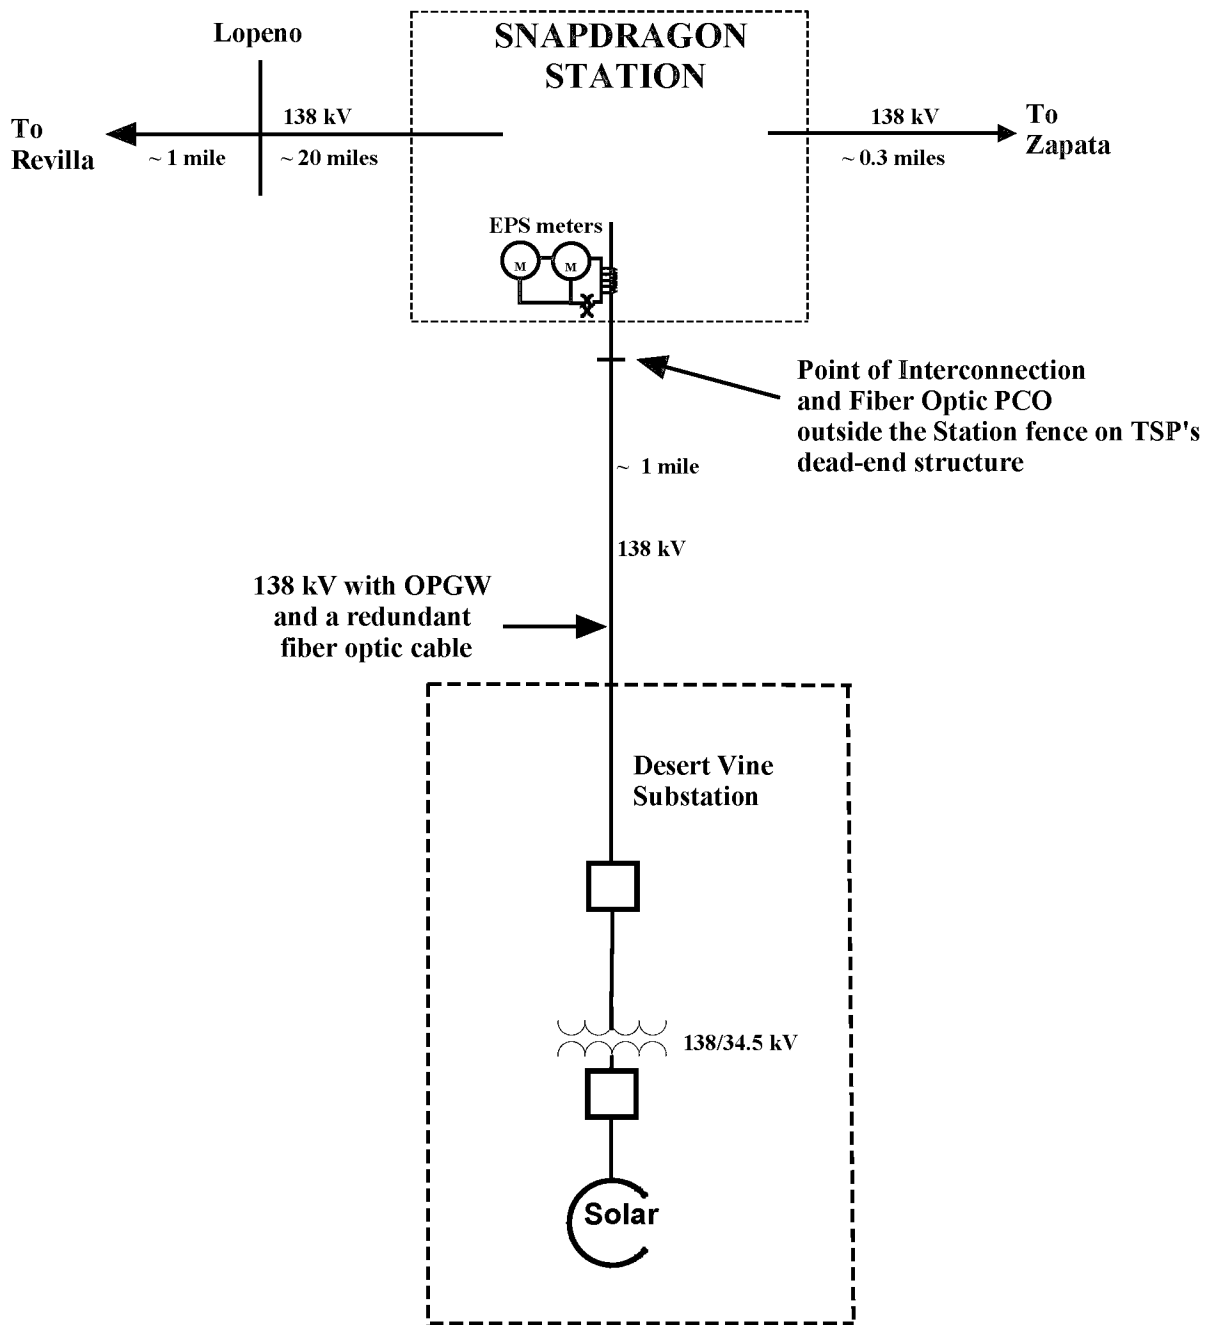 Lopeno
SNAPDRAGON
STATION
To
Revilla
138 kV
~ 1 mile
~ 20 miles
138 kV
~ 0.3 miles
To
Zapata
EPS meters
M
M
Point of Interconnection
and Fiber Optic PCO
outside the Station fence on TSP's
dead-end structure
~ 1 mile
138 kV
138 kV with OPGW
and a redundant
fiber optic cable
Desert Vine
Substation
138/34.5 kV
Solar